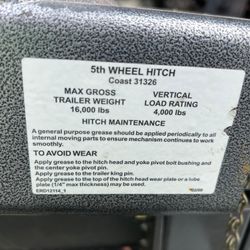 5th WHEEL HITCH
Coast 31326
MAX GROSS VERTICAL
TRAILER WEIGHT LOAD RATING
16,000 lbs 4,000 lbs
HITCH MAINTENANCE
A general purpose grease should be applied periodically to all
internal moving parts to ensure mechanism continues to work
smoothly.
TO AVOID WEAR
Apply grease to the hitch head and yoke pivot bolt bushing and
the center yoke pivot pin.
Apply grease to the trailer king pin.
Apply grease to the top of the hitch head wear plate or a lube
plate (1/4" max thickness) may be used.
ERD12114_1